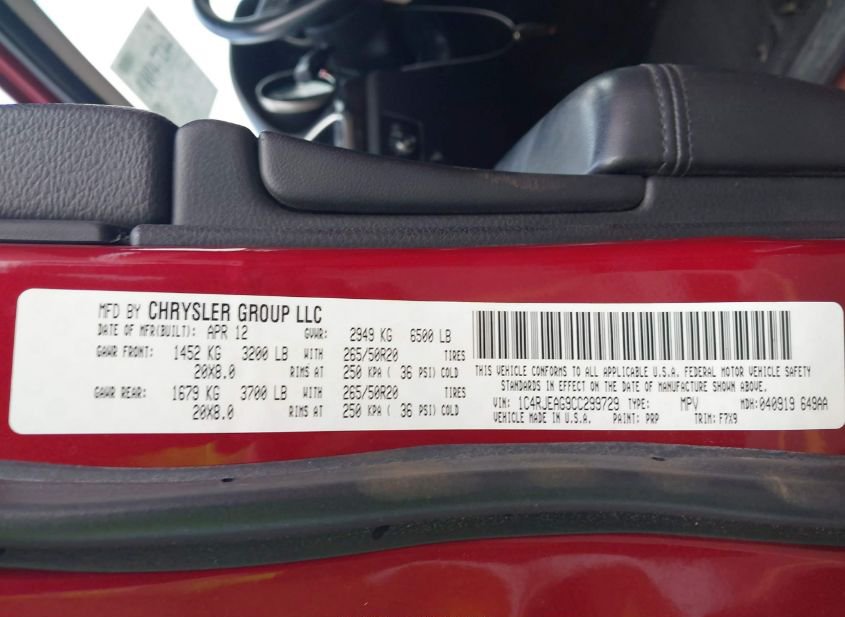 MFD BY CHRYSLER GROUP LLC
DATE OF MFR(BUILT): APR 12 GVWR: 2949 KG 6500 LB
GAWR FRONT: 1452 KG 3200 LB WITH 265/50R20 TIRES
20X8.0 RIMS AT 250 KPA ( 36 PSI) COLD
GAWR REAR: 1679 KG 3700 LB WITH 265/50R20 TIRES
20X8.0 RIMS AT 250 KPA ( 36 PSI) COLD
THIS VEHICLE CONFORMS TO ALL APPLICABLE U.S.A. FEDERAL MOTOR VEHICLE SAFETY
STANDARDS IN EFFECT ON THE DATE OF MANUFACTURE SHOWN ABOVE.
VIN: 1C4RJEAG9CC299729 TYPE: MPV MDH:040919 649AA
VEHICLE MADE IN U.S.A. PAINT: PRP TRIM: F7X9